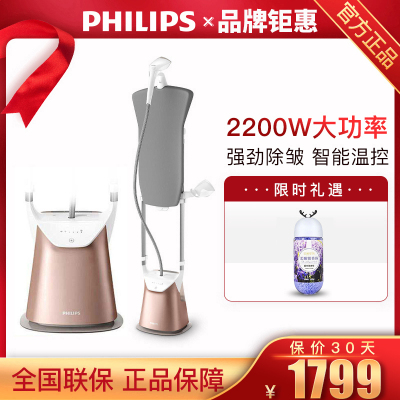 PHILIPS×品牌钜惠
官方正品
2200W大功率
强劲除皱 智能温控
限时礼遇
PHILIPS
保价30天
全国联保 正品保障
¥1799